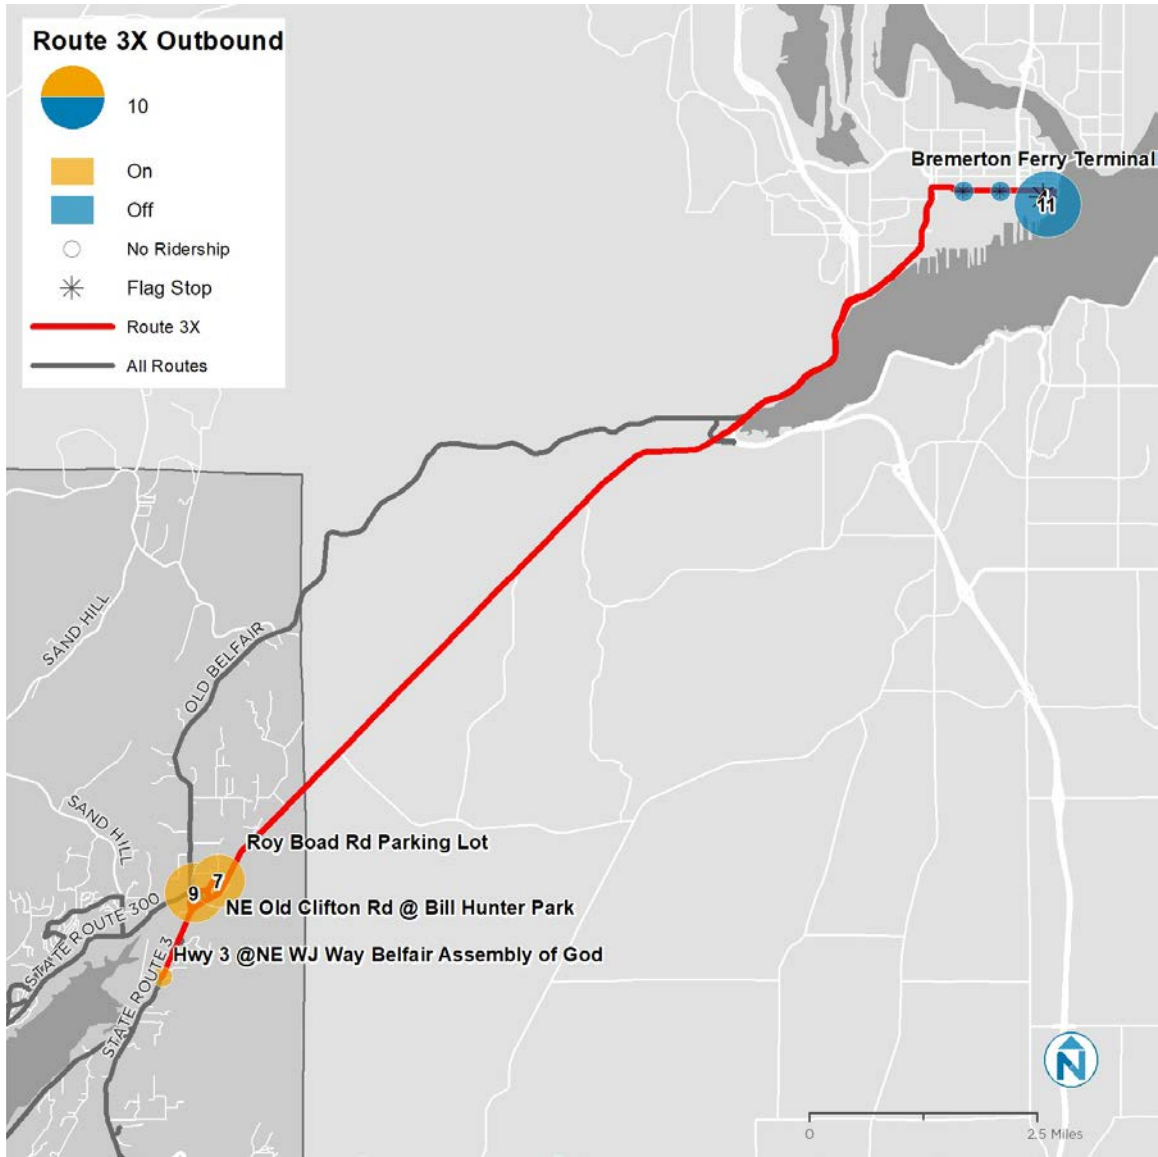 Route 3X Outbound
10
On
Off
No Ridership
Flag Stop
Route 3X
All Routes
Bremerton Ferry Terminal
11
SAND HILL
OLD BELFAIR
SAND HILL
Roy Boad Rd Parking Lot
7
9
NE Old Clifton Rd @ Bill Hunter Park
STATE ROUTE 300
Hwy 3 @NE WJ Way Belfair Assembly of God
STATE ROUTE 3
N
0
2.5 Miles